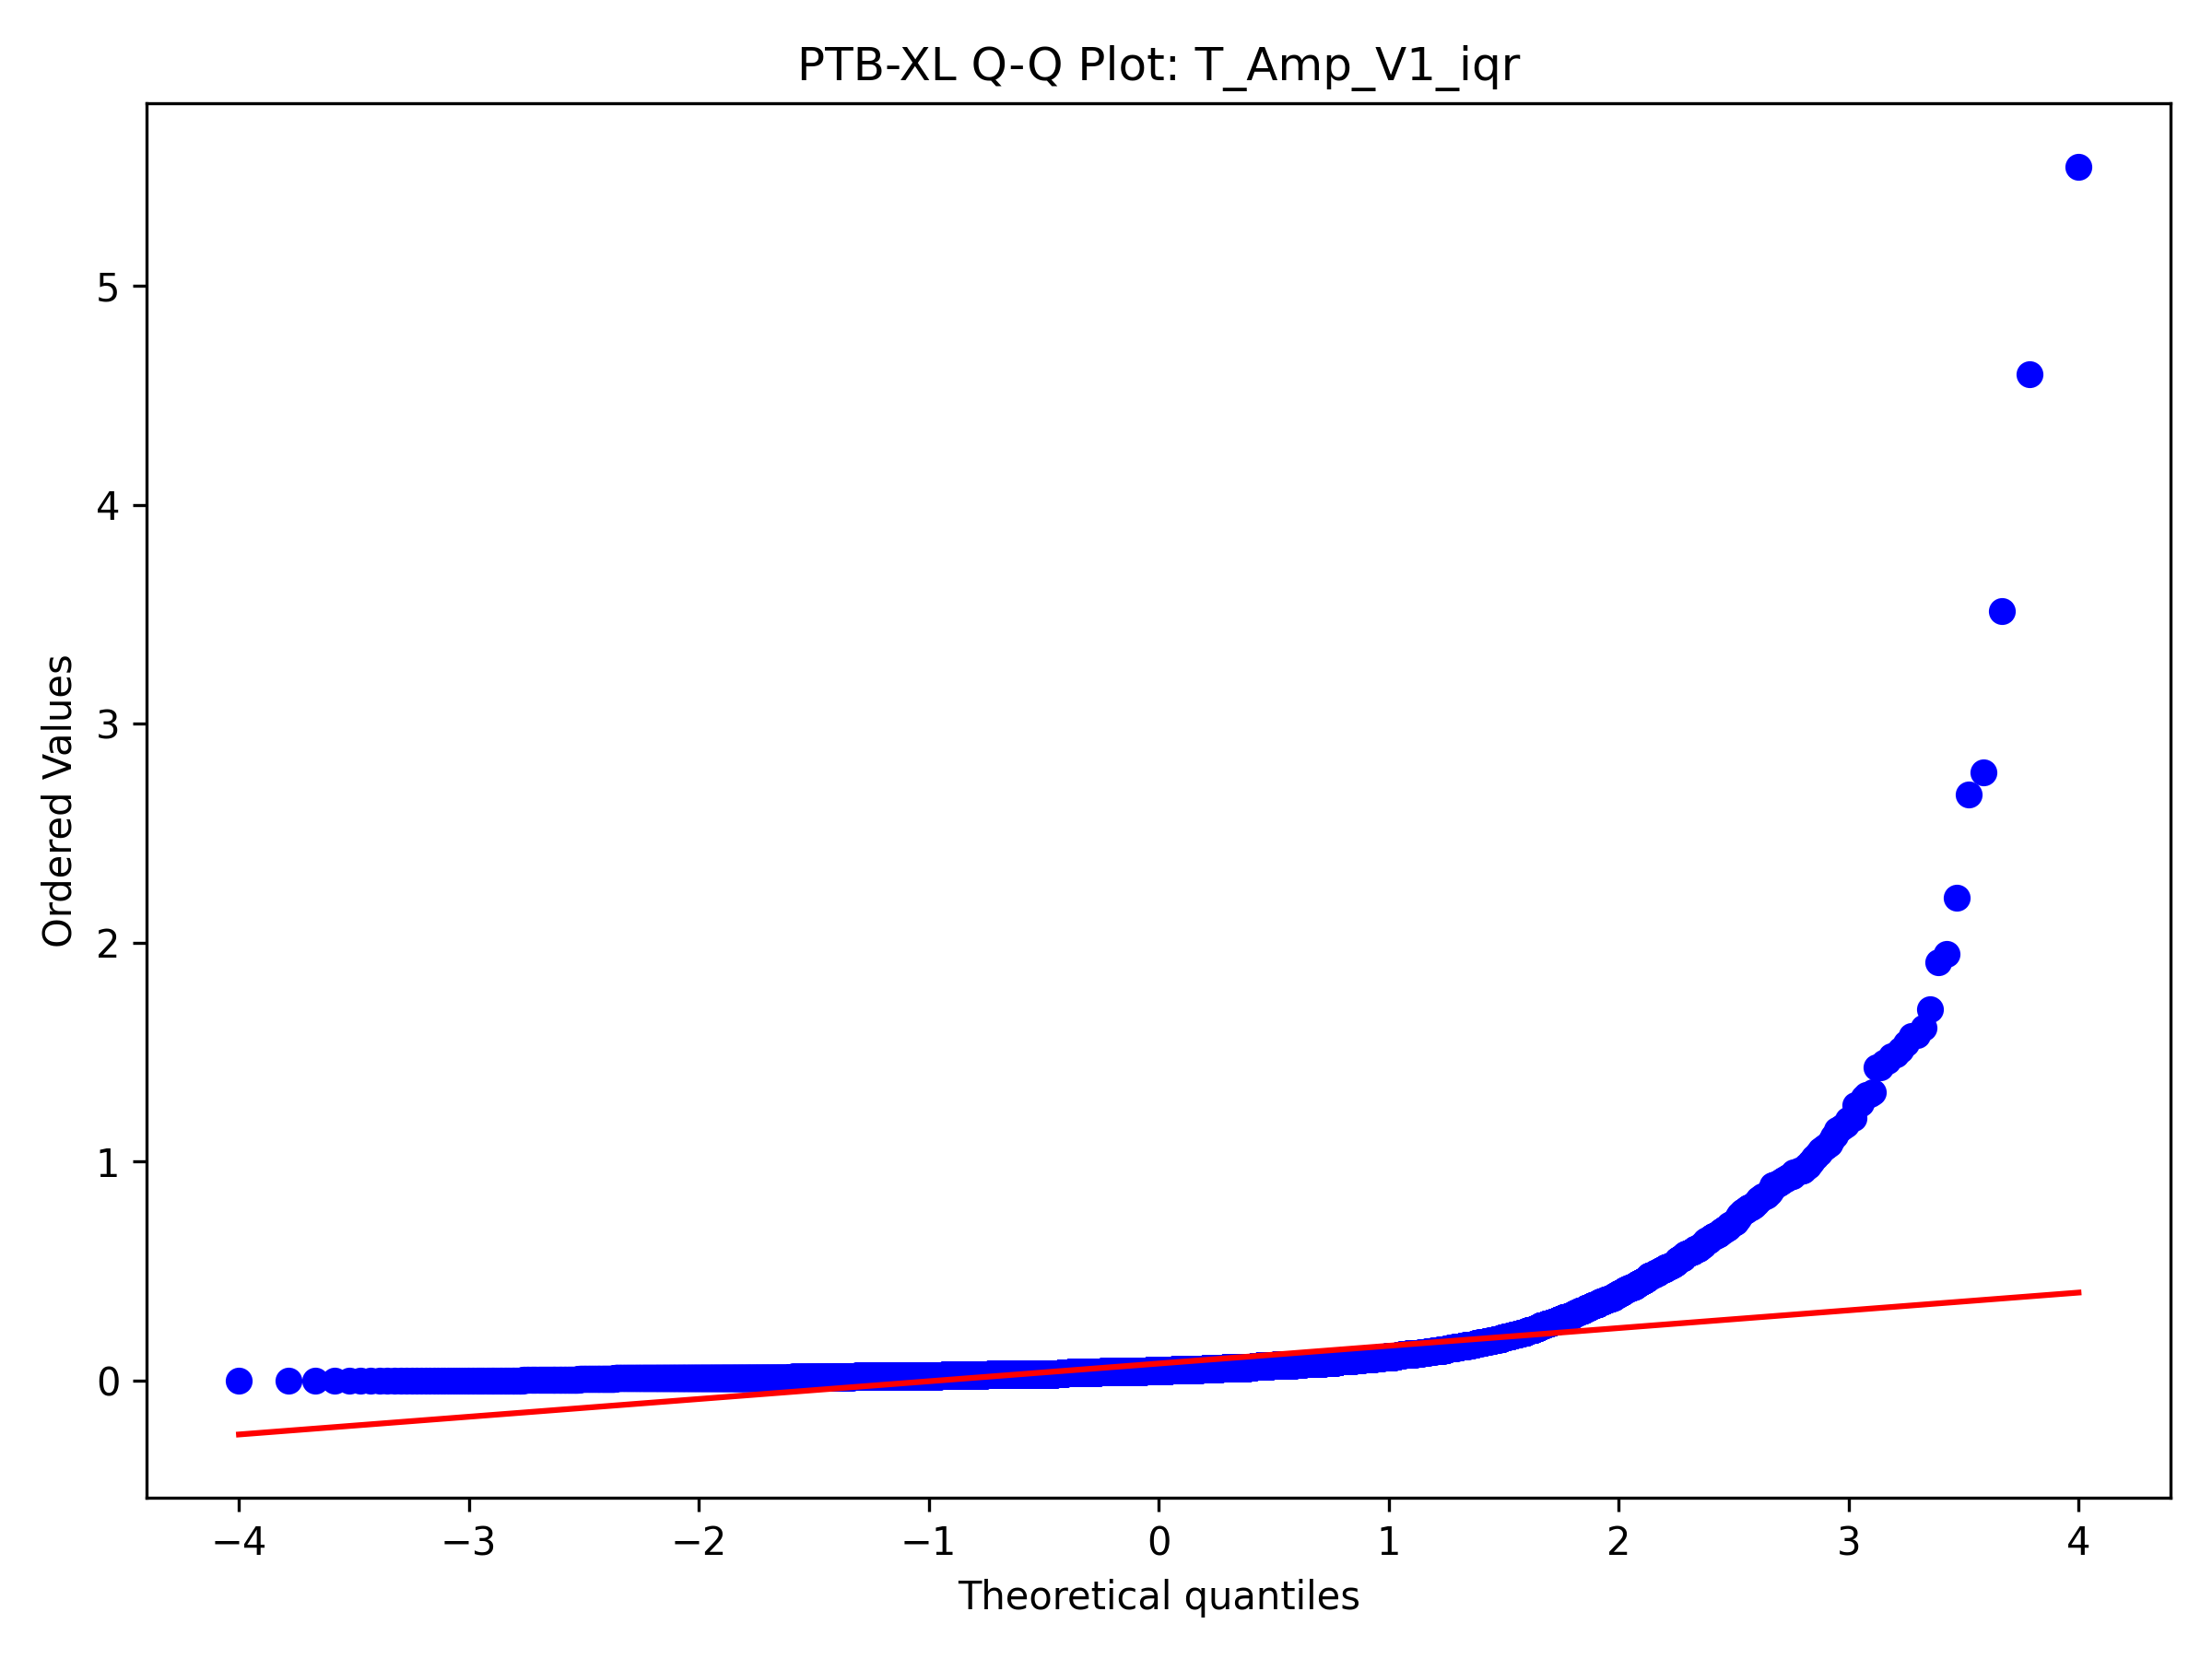 PTB-XL Q-Q Plot: T_Amp_V1_iqr
Ordered Values
5
4
3
2
1
0
−4 −3 −2 −1 0 1 2 3 4
Theoretical quantiles